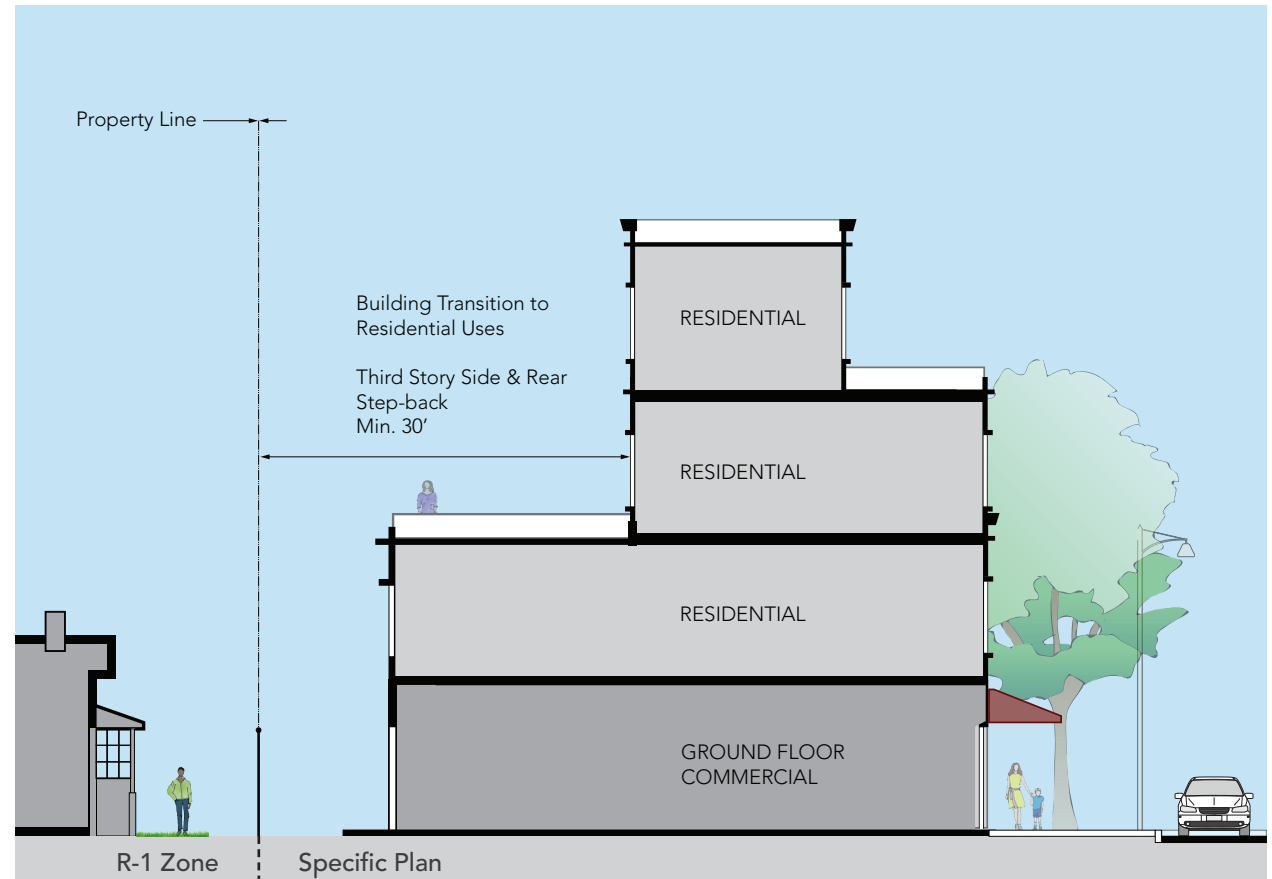 Property Line
Building Transition to
Residential Uses
Third Story Side & Rear
Step-back
Min. 30’
RESIDENTIAL
RESIDENTIAL
RESIDENTIAL
GROUND FLOOR
COMMERCIAL
R-1 Zone
Specific Plan